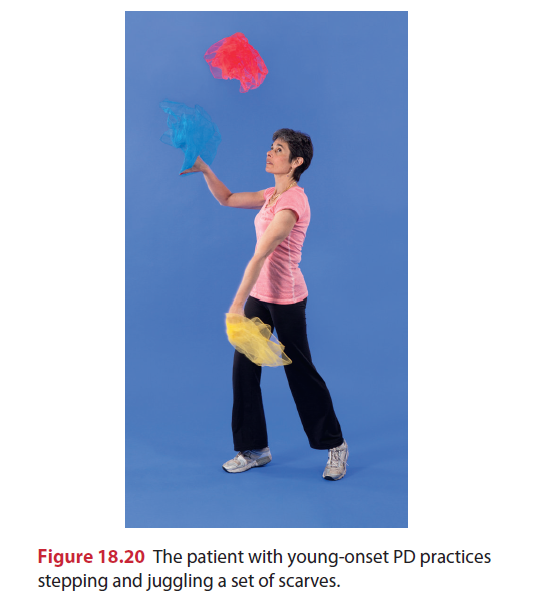 Figure 18.20 The patient with young-onset PD practices
stepping and juggling a set of scarves.